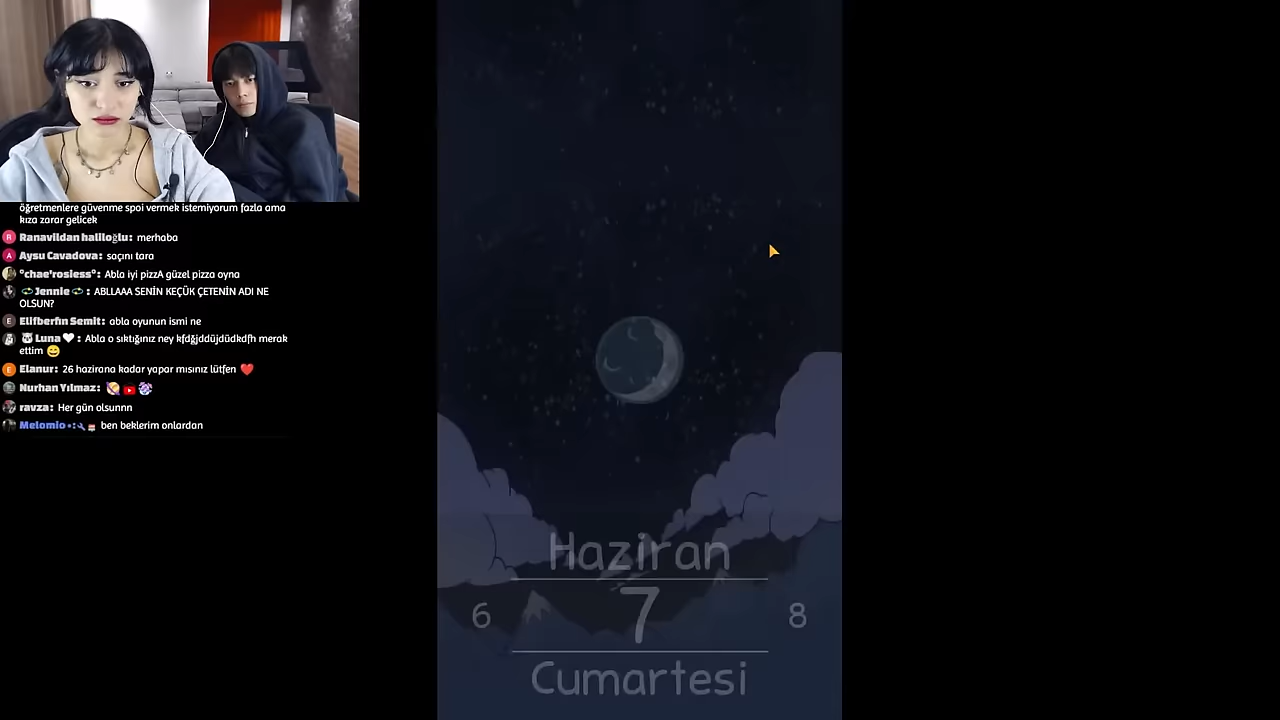 öğretmenlere güvenme spoi vermek istemiyorum fazla ama
kıza zarar gelicek
R Ranavildan haliloğlu: merhaba
A Aysu Cavadova: saçını tara
°chae'rosıess°: Abla iyi pizzA güzel pizza oyna
Jennie : ABLLAAA SENİN KEÇÜK ÇETENİN ADI NE
OLSUN?
E Elifberfin Semit: abla oyunun ismi ne
Luna🤍: Abla o sıktığınız ney kfdğjddüjdüdkdfh merak
ettim 😄
E Elanur: 26 hazirana kadar yapar mısınız lütfen ❤️
Nurhan Yılmaz:
ravza: Her gün olsunnn
Melomio •: ben beklerim onlardan
Haziran
6 7 8
Cumartesi